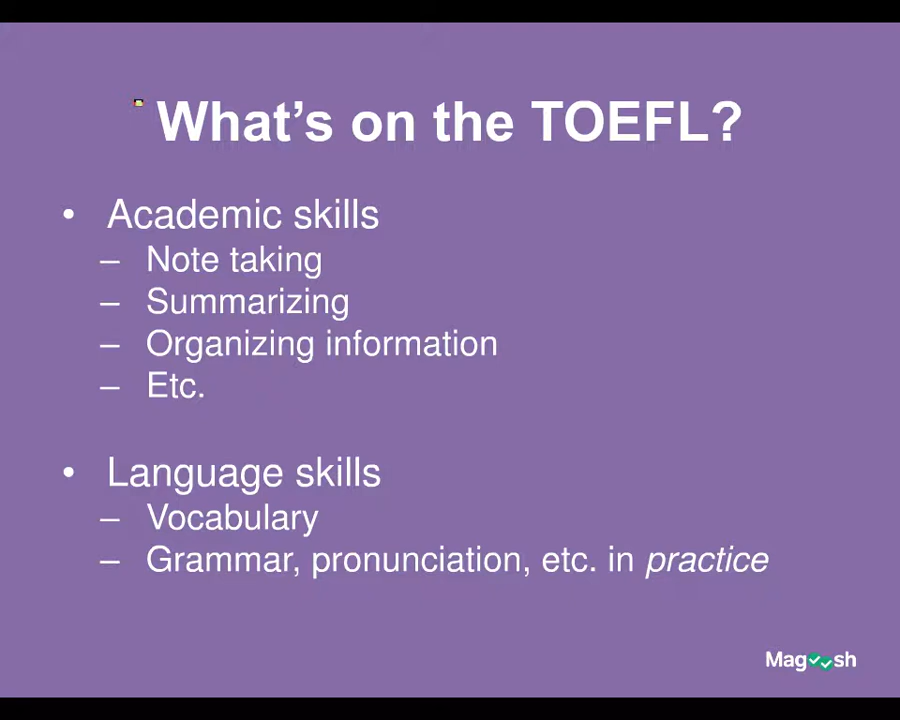 What’s on the TOEFL?
• Academic skills
– Note taking
– Summarizing
– Organizing information
– Etc.
• Language skills
– Vocabulary
– Grammar, pronunciation, etc. in practice
Magoosh